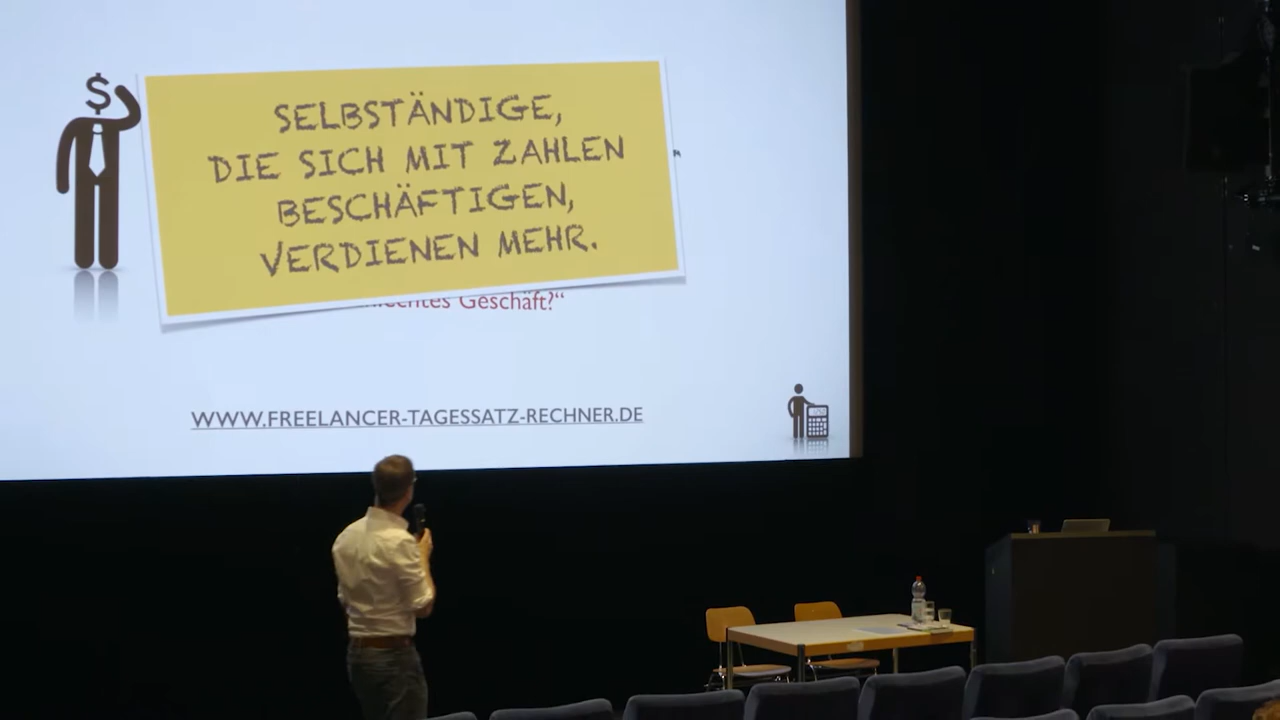 $
SELBSTÄNDIGE,
DIE SICH MIT ZAHLEN
BESCHÄFTIGEN,
VERDIENEN MEHR.
Geschäft?“
WWW.FREELANCER-TAGESSATZ-RECHNER.DE